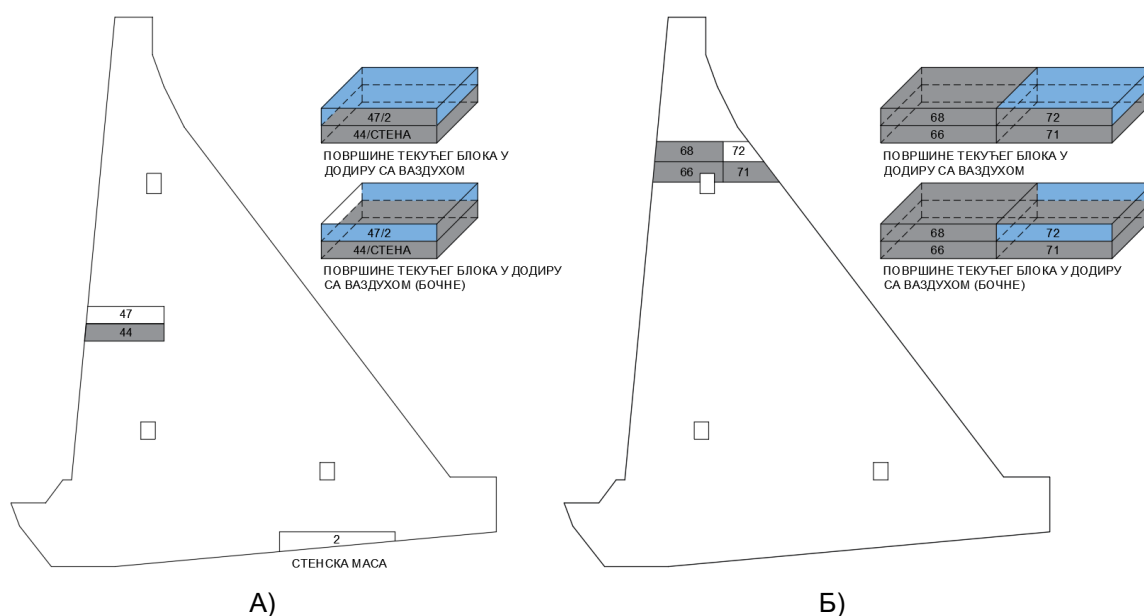 47/2
44/СТЕНА
ПОВРШИНЕ ТЕКУЋЕГ БЛОКА У
ДОДИРУ СА ВАЗДУХОМ
47/2
44/СТЕНА
ПОВРШИНЕ ТЕКУЋЕГ БЛОКА У ДОДИРУ
СА ВАЗДУХОМ (БОЧНЕ)
47
44
2
СТЕНСКА МАСА
А)
68 72
66 71
ПОВРШИНЕ ТЕКУЋЕГ БЛОКА У
ДОДИРУ СА ВАЗДУХОМ
68 72
66 71
68 72
66 71
ПОВРШИНЕ ТЕКУЋЕГ БЛОКА У ДОДИРУ
СА ВАЗДУХОМ (БОЧНЕ)
Б)